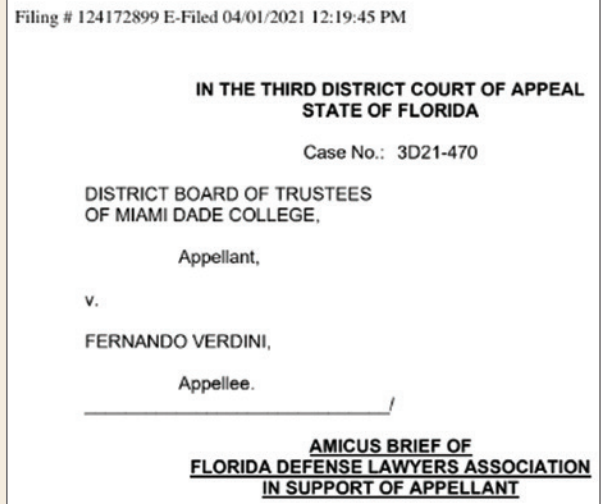 Filing # 124172899 E-Filed 04/01/2021 12:19:45 PM
IN THE THIRD DISTRICT COURT OF APPEAL
STATE OF FLORIDA
Case No.: 3D21-470
DISTRICT BOARD OF TRUSTEES
OF MIAMI DADE COLLEGE,
Appellant,
v.
FERNANDO VERDINI,
Appellee.
____________________________/
AMICUS BRIEF OF
FLORIDA DEFENSE LAWYERS ASSOCIATION
IN SUPPORT OF APPELLANT